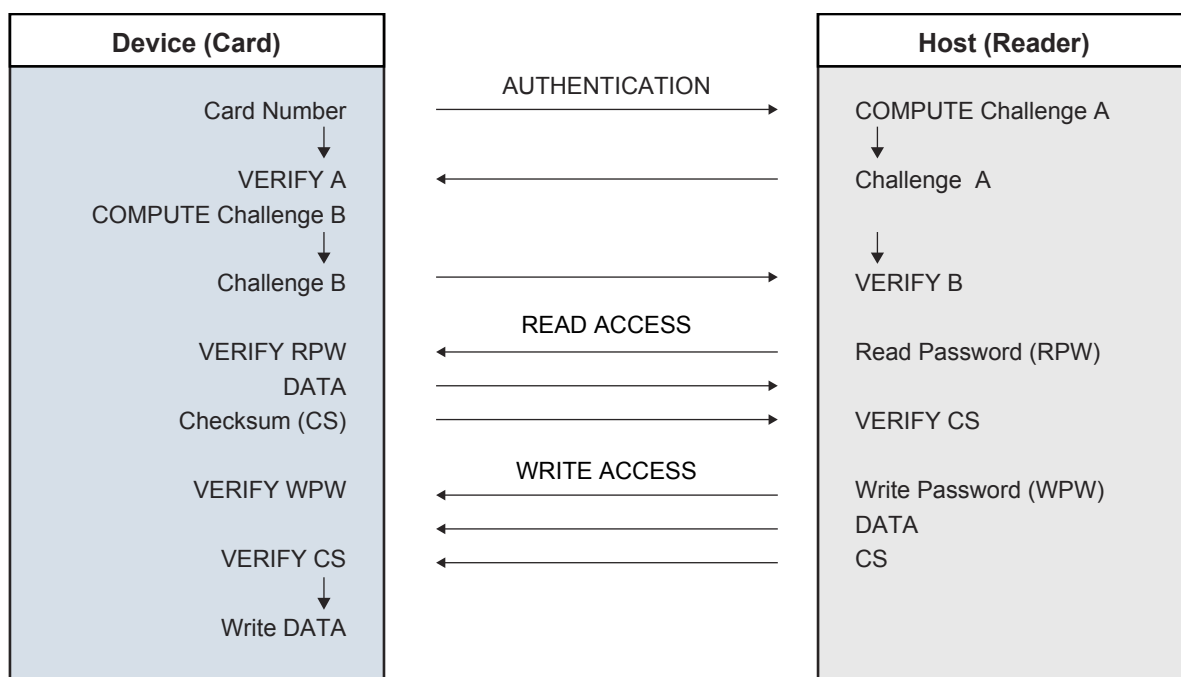 Device (Card)
Host (Reader)
AUTHENTICATION
Card Number
COMPUTE Challenge A
VERIFY A
Challenge A
COMPUTE Challenge B
Challenge B
VERIFY B
READ ACCESS
VERIFY RPW
Read Password (RPW)
DATA
Checksum (CS)
VERIFY CS
WRITE ACCESS
VERIFY WPW
Write Password (WPW)
DATA
VERIFY CS
CS
Write DATA